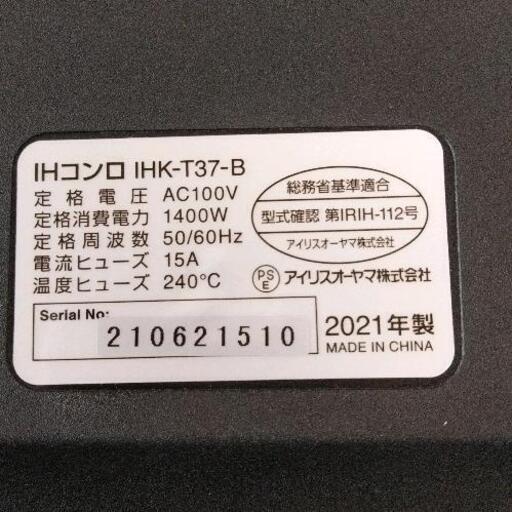 IHコンロ IHK-T37-B
定格電圧 AC100V
定格消費電力 1400W
定格周波数 50/60Hz
電流ヒューズ 15A
温度ヒューズ 240℃
総務省基準適合
型式確認 第IRIH-112号
アイリスオーヤマ株式会社
PSE アイリスオーヤマ株式会社
Serial No:
210621510
2021年製
MADE IN CHINA